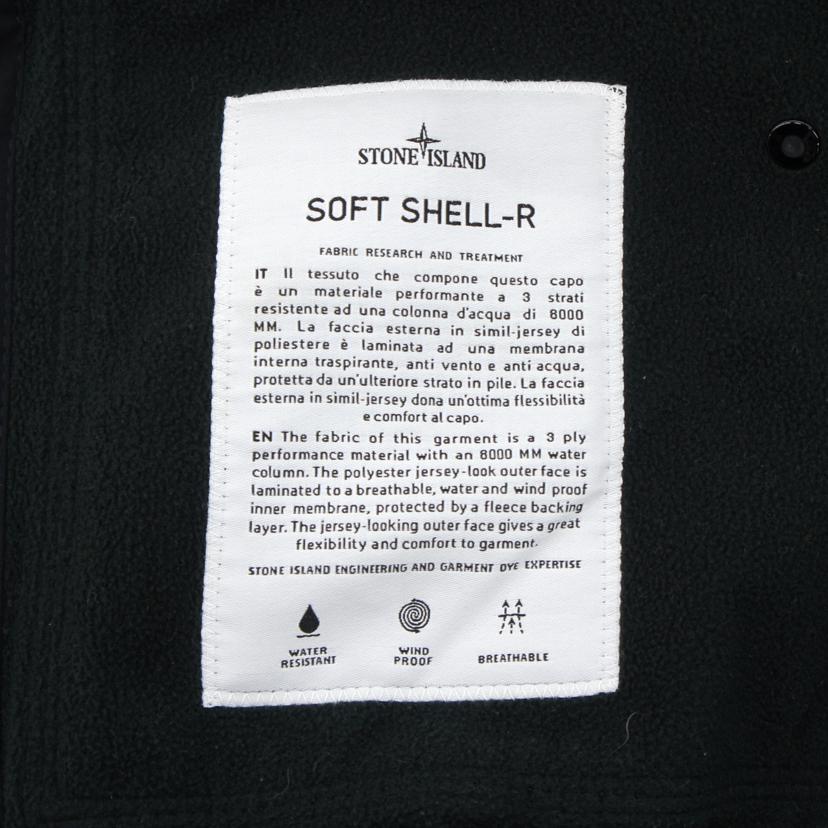 STONE ISLAND
SOFT SHELL-R
FABRIC RESEARCH AND TREATMENT
IT Il tessuto che compone questo capo
è un materiale performante a 3 strati
resistente ad una colonna d'acqua di 8000
MM. La faccia esterna in simil-jersey di
poliestere è laminata ad una membrana
interna traspirante, anti vento e anti acqua,
protetta da un'ulteriore strato in pile. La faccia
esterna in simil-jersey dona un'ottima flessibilità
e comfort al capo.
EN The fabric of this garment is a 3 ply
performance material with an 8000 MM water
column. The polyester jersey-look outer face is
laminated to a breathable, water and wind proof
inner membrane, protected by a fleece backing
layer. The jersey-looking outer face gives a great
flexibility and comfort to garment.
STONE ISLAND ENGINEERING AND GARMENT DYE EXPERTISE
WATER RESISTANT
WIND PROOF
BREATHABLE